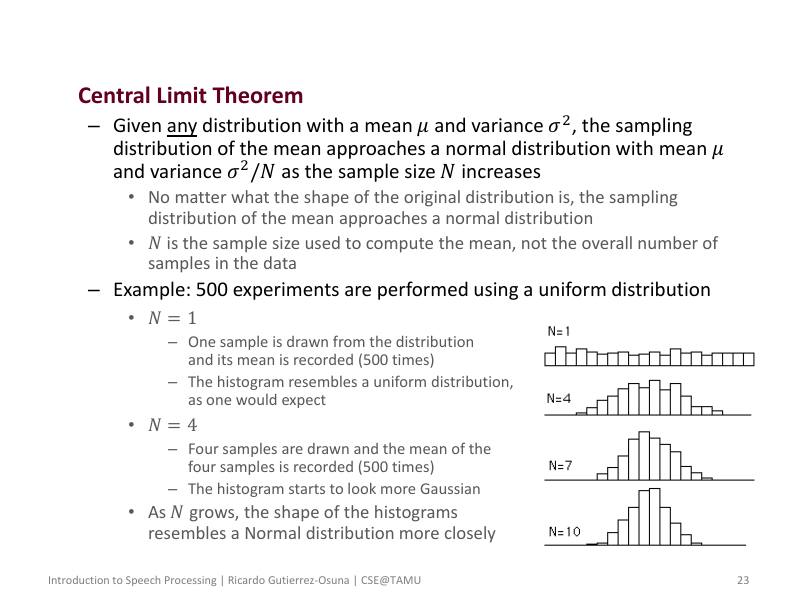 Central Limit Theorem
– Given any distribution with a mean 𝜇 and variance 𝜎², the sampling
distribution of the mean approaches a normal distribution with mean 𝜇
and variance 𝜎²/𝑁 as the sample size 𝑁 increases
• No matter what the shape of the original distribution is, the sampling
distribution of the mean approaches a normal distribution
• 𝑁 is the sample size used to compute the mean, not the overall number of
samples in the data
– Example: 500 experiments are performed using a uniform distribution
• 𝑁 = 1
– One sample is drawn from the distribution
and its mean is recorded (500 times)
– The histogram resembles a uniform distribution,
as one would expect
• 𝑁 = 4
– Four samples are drawn and the mean of the
four samples is recorded (500 times)
– The histogram starts to look more Gaussian
• As 𝑁 grows, the shape of the histograms
resembles a Normal distribution more closely
N=1
N=4
N=7
N=10
Introduction to Speech Processing | Ricardo Gutierrez-Osuna | CSE@TAMU
23